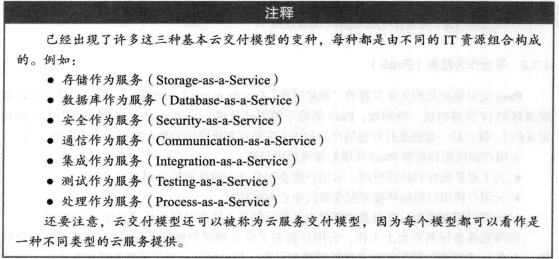 注释
已经出现了许多这三种基本云交付模型的变种，每种都是由不同的 IT 资源组合构成
的。例如：
● 存储作为服务（Storage-as-a-Service）
● 数据库作为服务（Database-as-a-Service）
● 安全作为服务（Security-as-a-Service）
● 通信作为服务（Communication-as-a-Service）
● 集成作为服务（Integration-as-a-Service）
● 测试作为服务（Testing-as-a-Service）
● 处理作为服务（Process-as-a-Service）
还要注意，云交付模型还可以被称为云服务交付模型，因为每个模型都可以看作是
一种不同类型的云服务提供。